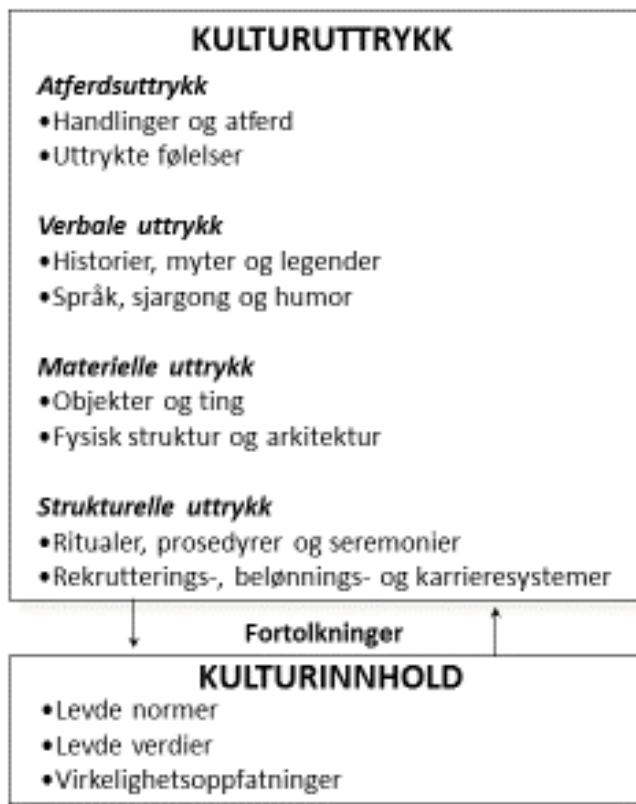 KULTURUTTRYKK
Atferdsuttrykk
•Handlinger og atferd
•Uttrykte følelser
Verbale uttrykk
•Historier, myter og legender
•Språk, sjargong og humor
Materielle uttrykk
•Objekter og ting
•Fysisk struktur og arkitektur
Strukturelle uttrykk
•Ritualer, prosedyrer og seremonier
•Rekrutterings-, belønnings- og karrieresystemer
Fortolkninger
KULTURINNHOLD
•Levde normer
•Levde verdier
•Virkelighetsoppfatninger